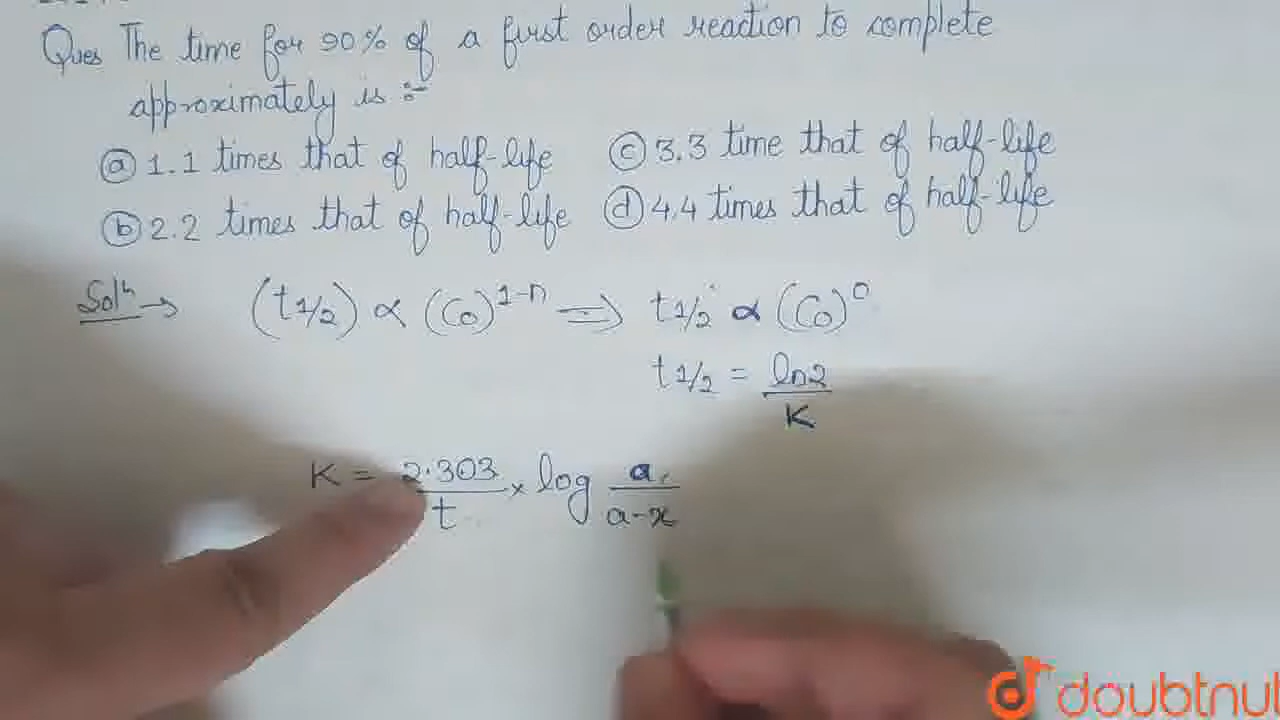 Ques The time for 90% of a first order reaction to complete
approximately is :-
(a) 1.1 times that of half-life (c) 3.3 time that of half-life
(b) 2.2 times that of half-life (d) 4.4 times that of half-life
Solⁿ → (t1/2) ∝ (C0)^1-n ⟹ t1/2 ∝ (C0)^0
t1/2 = ln2/K
K = 2.303/t × log a/a-x
doubtnut